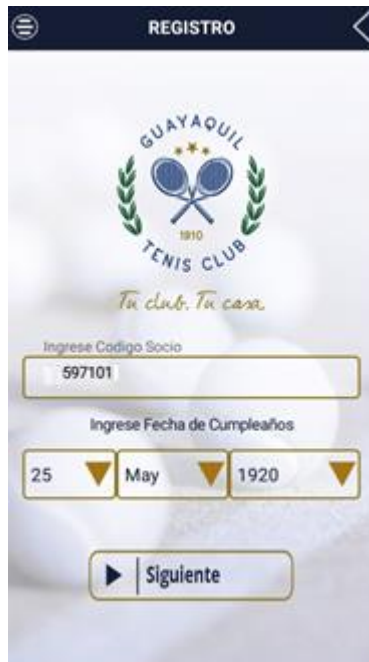 REGISTRO
GUAYAQUIL
1910
TENIS CLUB
Tu club. Tu casa.
Ingrese Codigo Socio
597101
Ingrese Fecha de Cumpleaños
25 May 1920
Siguiente